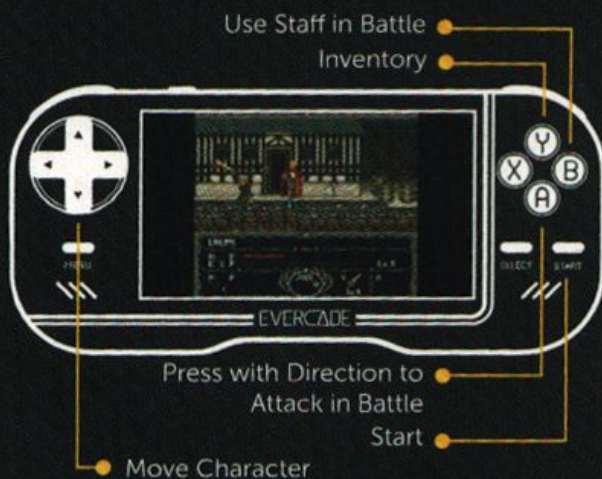 Use Staff in Battle
Inventory
Y
X B
A
MENU
SELECT START
ENEMY
EVERCADE
Press with Direction to
Attack in Battle
Start
Move Character